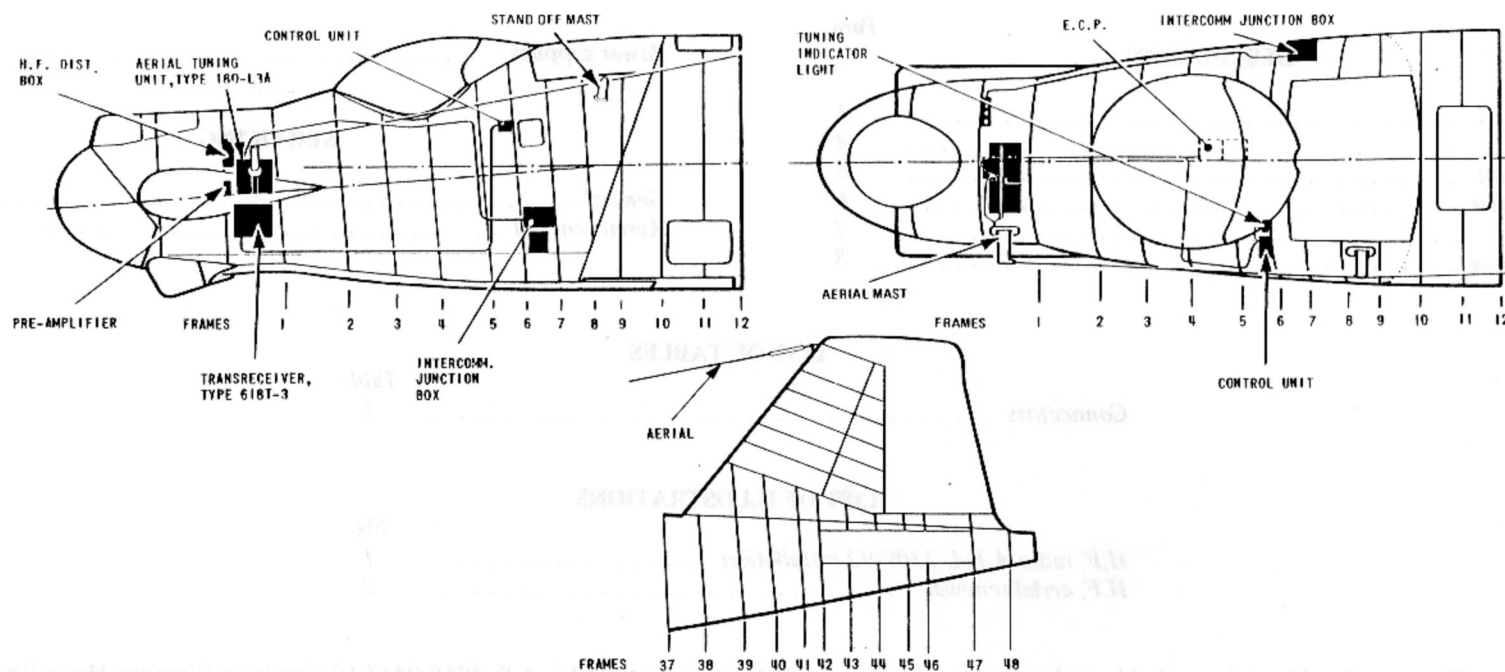 STAND OFF MAST
CONTROL UNIT
H.F. DIST.
BOX
AERIAL TUNING
UNIT, TYPE 180-L3A
PRE-AMPLIFIER
FRAMES
1 2 3 4 5 6 7 8 9 10 11 12
TRANSRECEIVER,
TYPE 618T-3
INTERCOMM.
JUNCTION
BOX
E.C.P.
INTERCOMM JUNCTION BOX
TUNING
INDICATOR
LIGHT
AERIAL MAST
FRAMES
1 2 3 4 5 6 7 8 9 10 11 12
CONTROL UNIT
AERIAL
Connectors
FRAMES
37 38 39 40 41 42 43 44 45 46 47 48